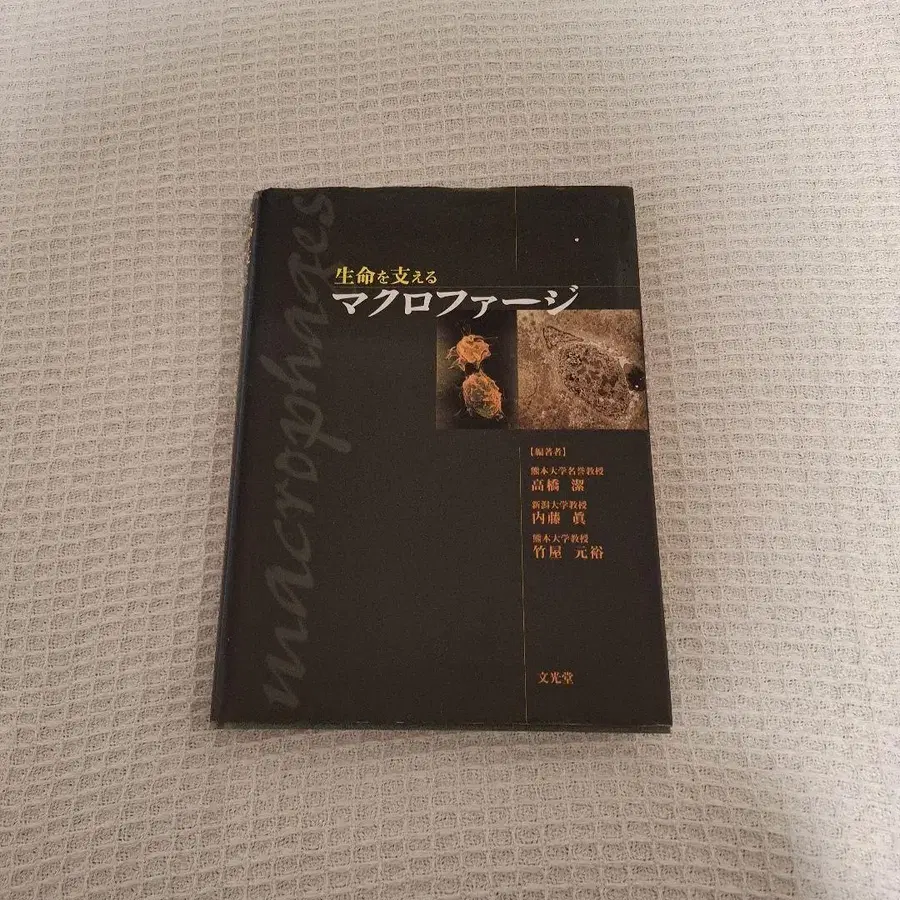 macrophages
生命を支える
マクロファージ
【編著者】
熊本大学名誉教授
高橋 潔
新潟大学教授
内藤 眞
熊本大学教授
竹屋 元裕
文光堂